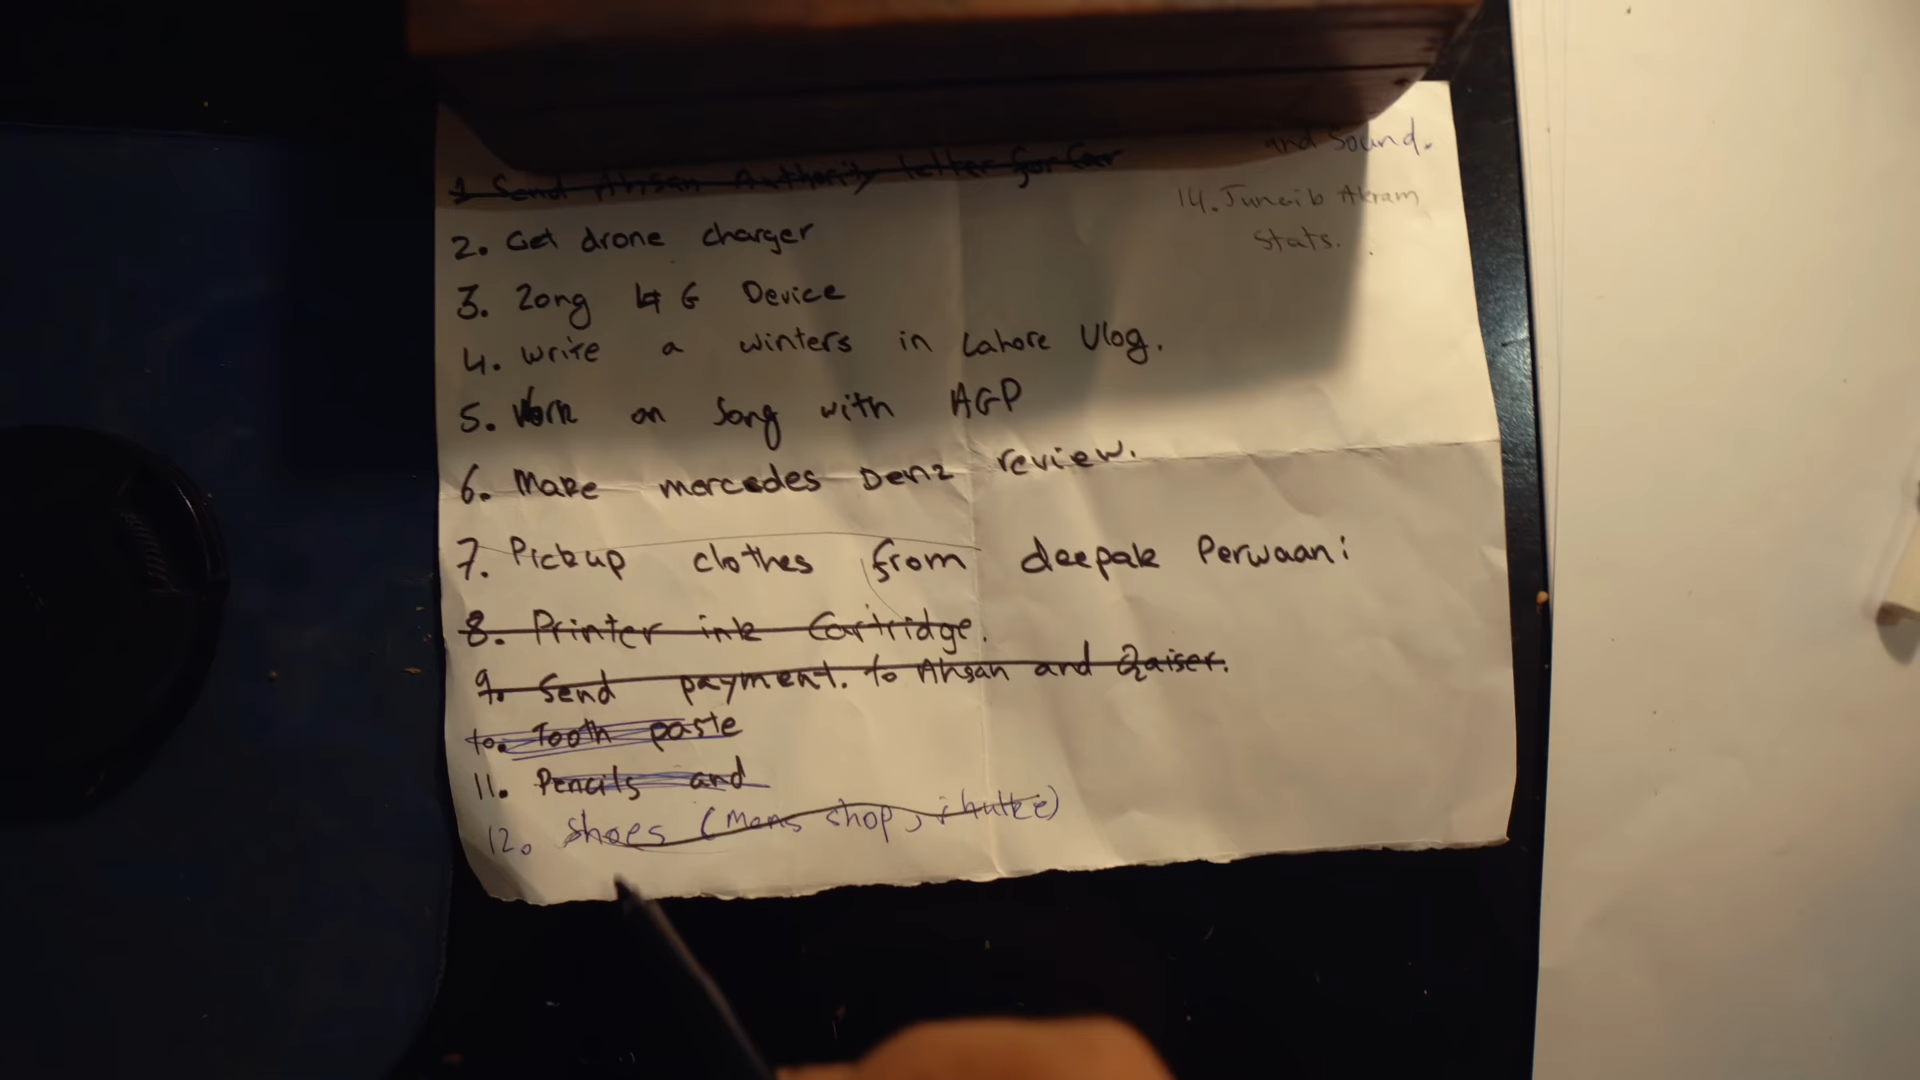 1. Send Ahsan Authority letter for Car
2. Get drone charger
3. Zong 4G Device
4. Write a winters in Lahore Vlog.
5. Work on Song with AGP
6. Make mercedes Denz review.
7. Pickup clothes from deepak Perwaani
8. Printer ink Cartridge.
9. Send payment. to Ahsan and Qaiser.
10. Tooth paste
11. Pencils and
12. Shoes (Mens shop,
and Sound.
14. Junaib Akram
Stats.